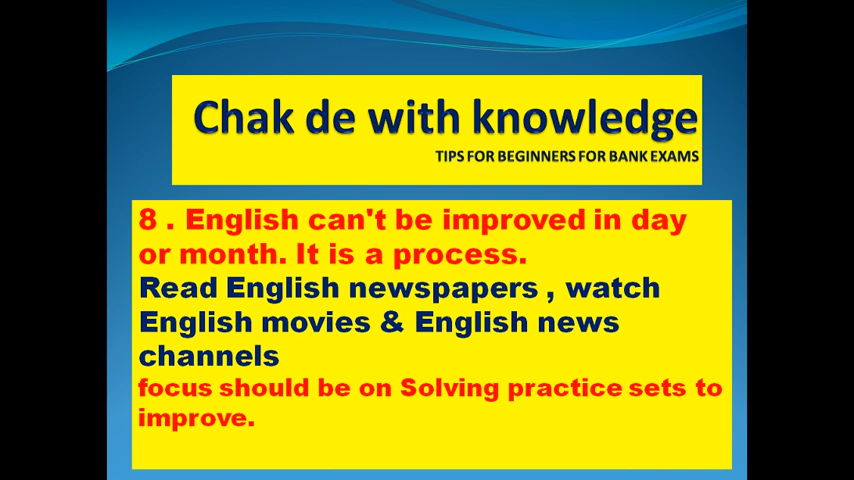 Chak de with knowledge
TIPS FOR BEGINNERS FOR BANK EXAMS
8 . English can't be improved in day
or month. It is a process.
Read English newspapers , watch
English movies & English news
channels
focus should be on Solving practice sets to
improve.